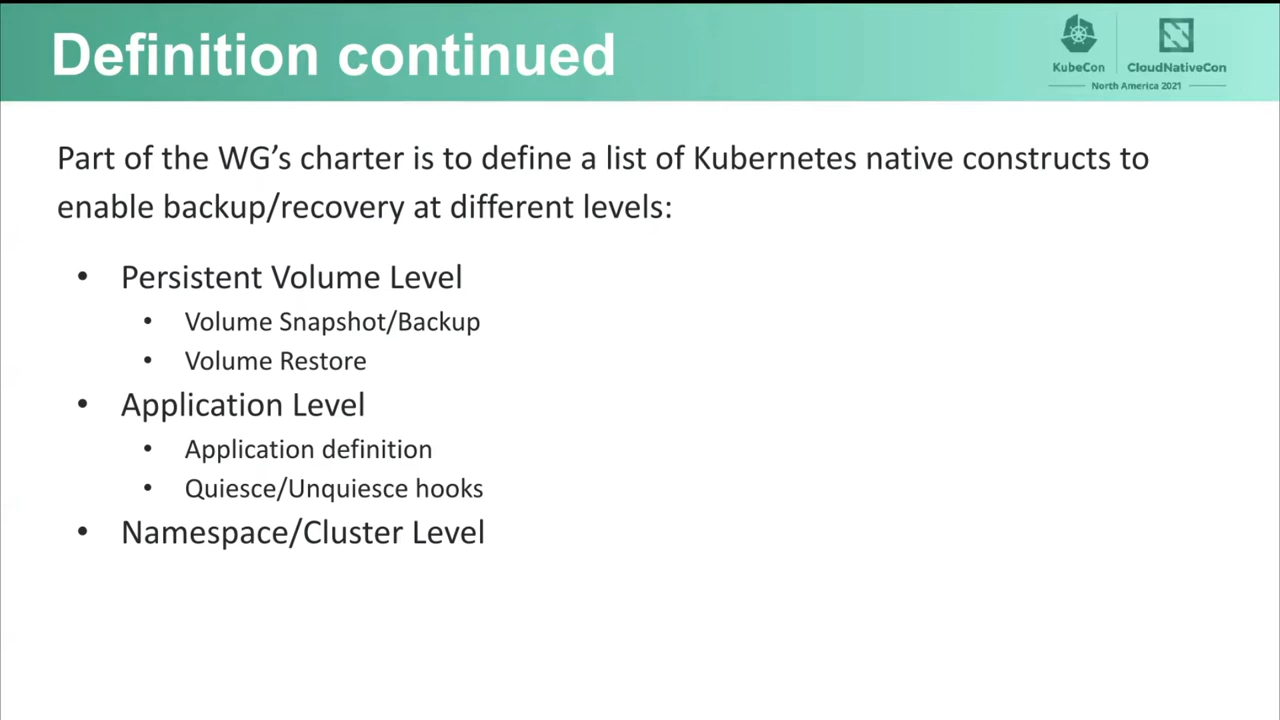 Definition continued
KubeCon
CloudNativeCon
North America 2021
Part of the WG’s charter is to define a list of Kubernetes native constructs to
enable backup/recovery at different levels:
• Persistent Volume Level
• Volume Snapshot/Backup
• Volume Restore
• Application Level
• Application definition
• Quiesce/Unquiesce hooks
• Namespace/Cluster Level